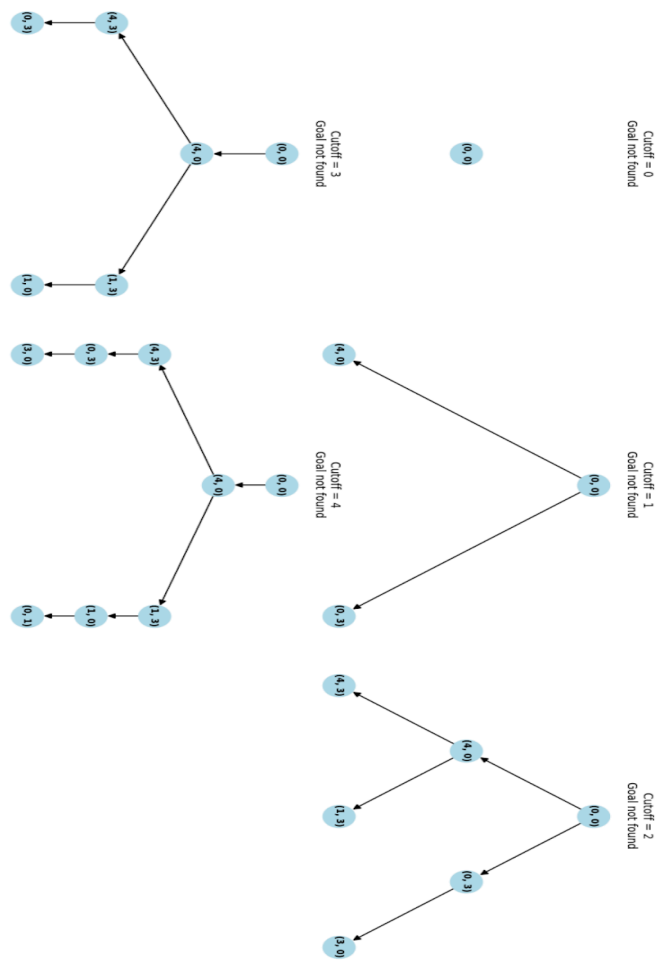 Cutoff = 0
Goal not found
(0, 0)
Cutoff = 1
Goal not found
(0, 0)
(4, 0)
(0, 3)
Cutoff = 2
Goal not found
(0, 0)
(4, 0)
(0, 3)
(4, 3)
(1, 3)
(3, 0)
Cutoff = 3
Goal not found
(0, 0)
(4, 0)
(4, 3)
(1, 3)
(0, 3)
(1, 0)
Cutoff = 4
Goal not found
(0, 0)
(4, 0)
(4, 3)
(1, 3)
(0, 3)
(1, 0)
(3, 0)
(0, 1)